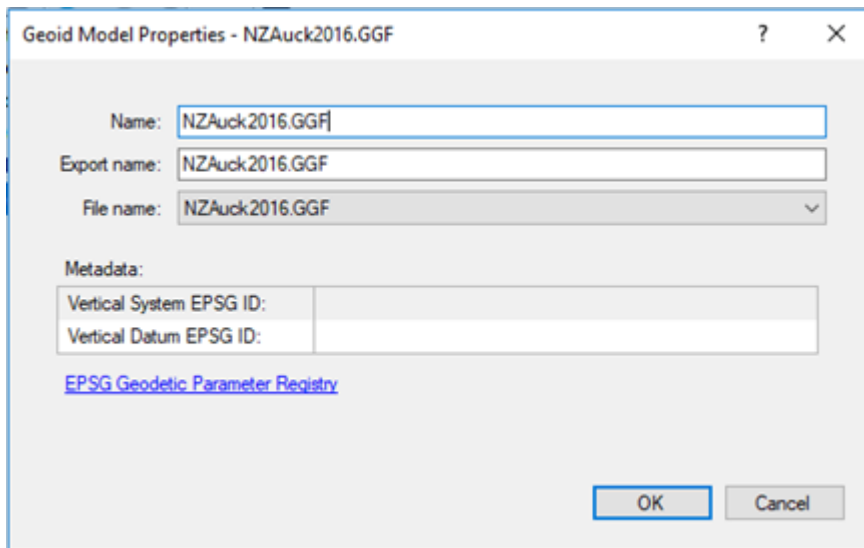 Geoid Model Properties - NZAuck2016.GGF
Name: NZAuck2016.GGF
Export name: NZAuck2016.GGF
File name: NZAuck2016.GGF
Metadata:
Vertical System EPSG ID:
Vertical Datum EPSG ID:
EPSG Geodetic Parameter Registry
OK Cancel